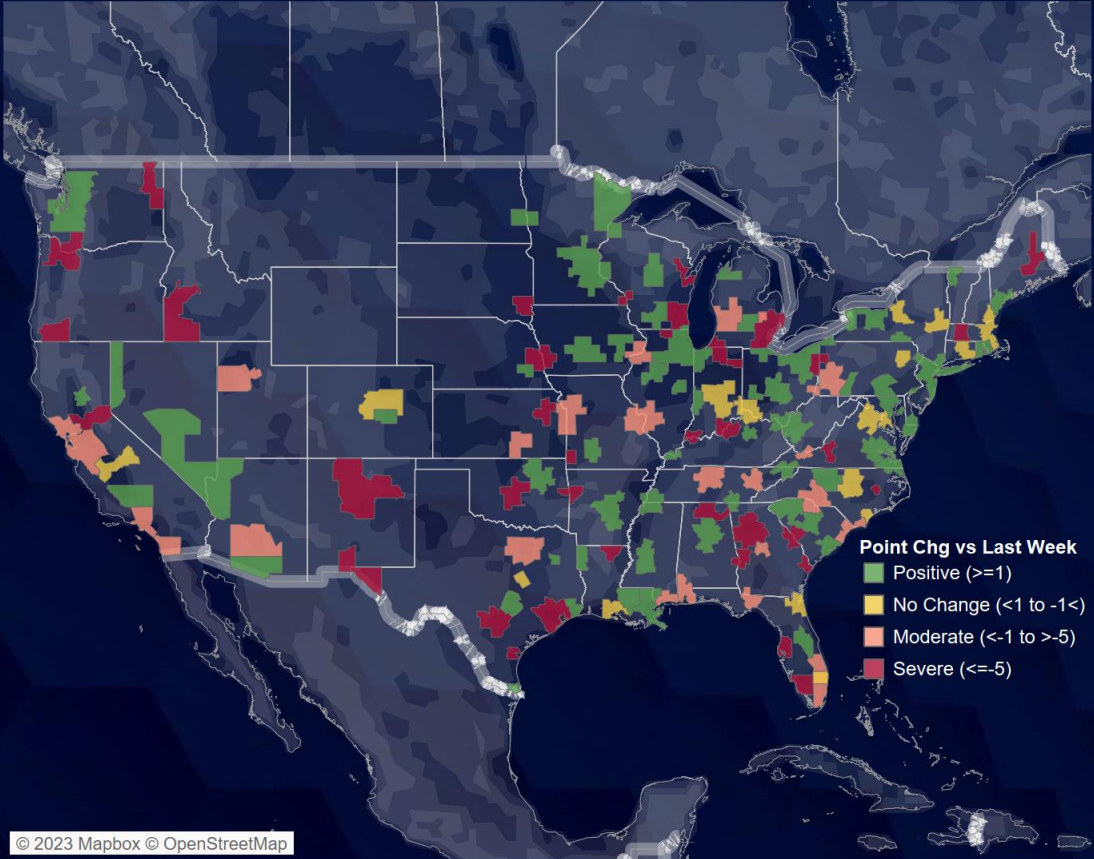 Point Chg vs Last Week
Positive (>=1)
No Change (<1 to -1<)
Moderate (<-1 to >-5)
Severe (<=-5)
© 2023 Mapbox © OpenStreetMap